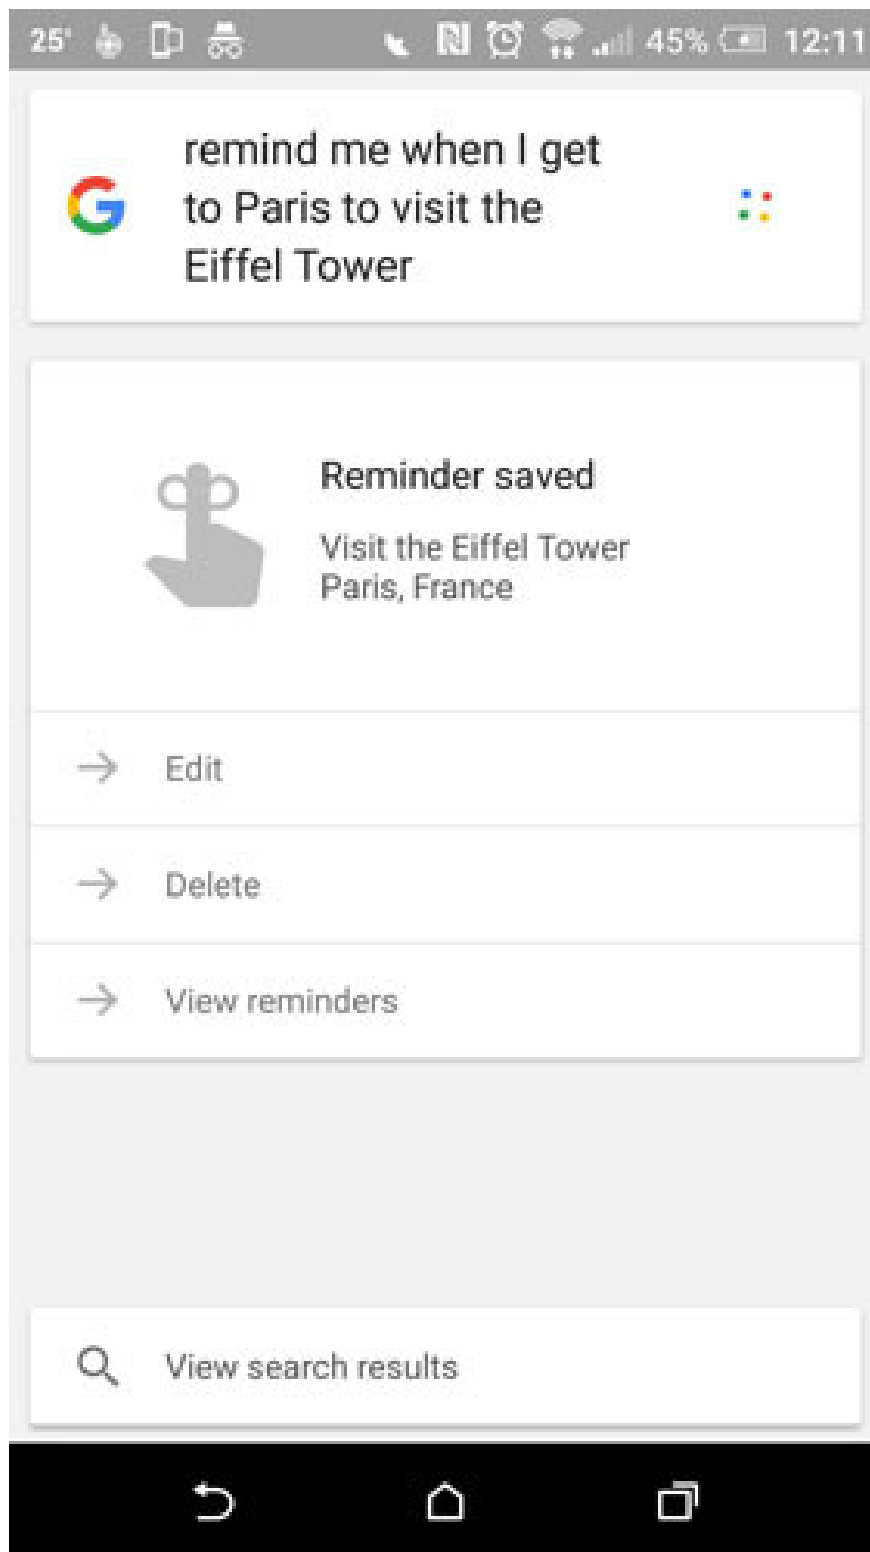 25° 45% 12:11
remind me when I get
to Paris to visit the
Eiffel Tower
Reminder saved
Visit the Eiffel Tower
Paris, France
Edit
Delete
View reminders
View search results